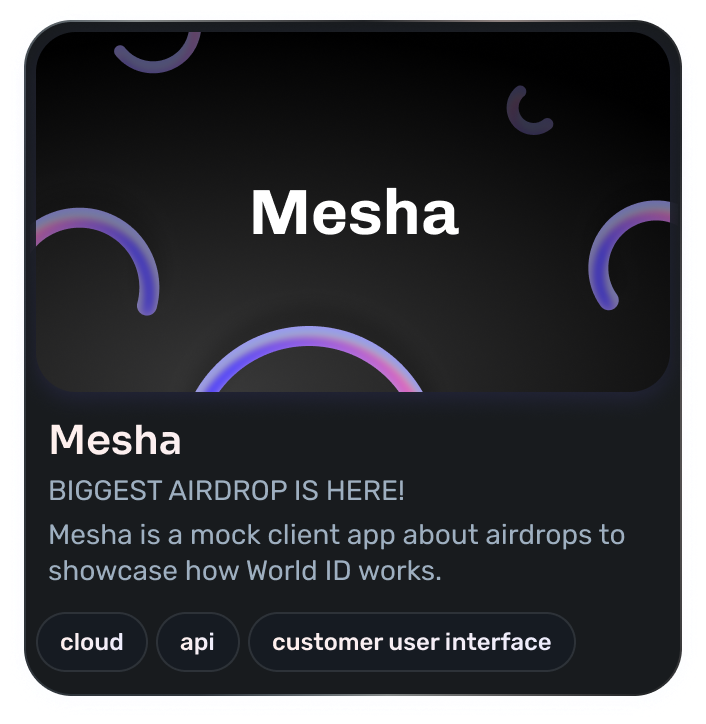 Mesha
Mesha
BIGGEST AIRDROP IS HERE!
Mesha is a mock client app about airdrops to
showcase how World ID works.
cloud
api
customer user interface